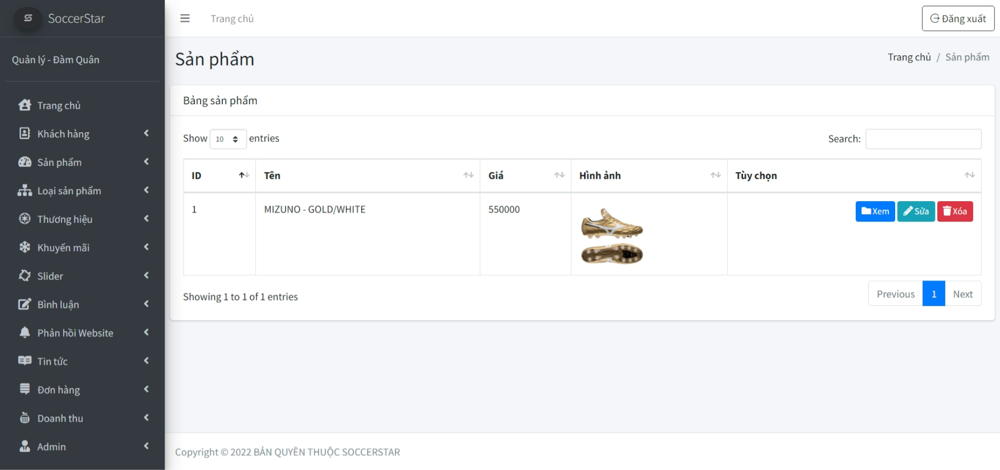 SoccerStar
Trang chủ
Đăng xuất
Quản lý - Đàm Quân
Sản phẩm
Trang chủ / Sản phẩm
Trang chủ
Khách hàng
Sản phẩm
Loại sản phẩm
Thương hiệu
Khuyến mãi
Slider
Bình luận
Phản hồi Website
Tin tức
Đơn hàng
Doanh thu
Admin
Bảng sản phẩm
Show 10 entries
Search:
ID Tên Giá Hình ảnh Tùy chọn
1 MIZUNO - GOLD/WHITE 550000 Xem Sửa Xóa
Showing 1 to 1 of 1 entries
Previous 1 Next
Copyright © 2022 BẢN QUYỀN THUỘC SOCCERSTAR